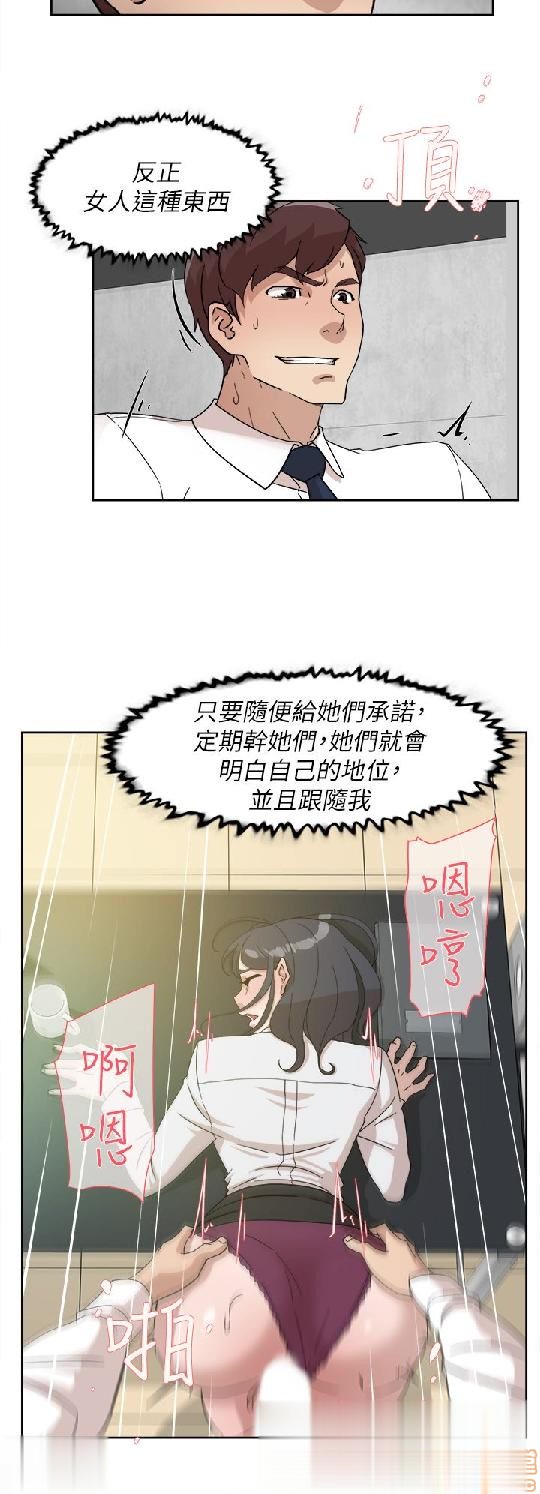 頂
反正
女人這種東西
只要隨便給她們承諾，
定期幹她們，她們就會
明白自己的地位，
並且跟隨我
嗯哼
啊嗯
啪